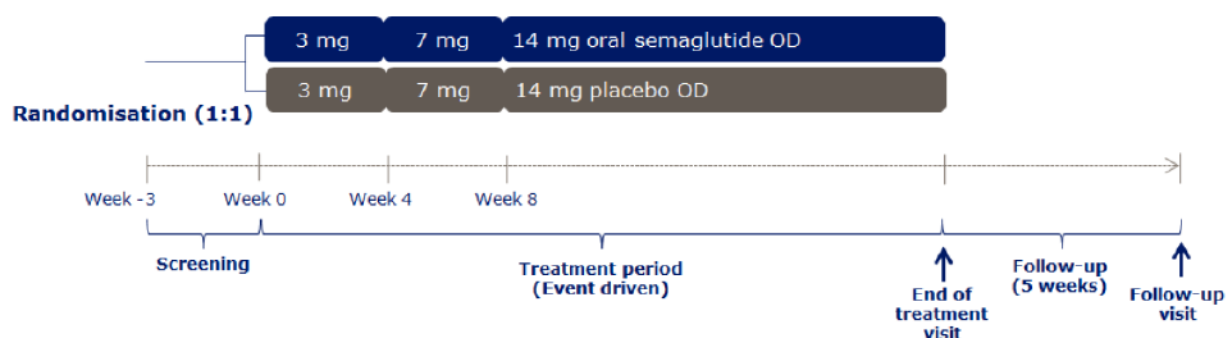 3 mg 7 mg 14 mg oral semaglutide OD
3 mg 7 mg 14 mg placebo OD
Randomisation (1:1)
Week -3 Week 0 Week 4 Week 8
Screening
Treatment period
(Event driven)
End of
treatment
visit
Follow-up
(5 weeks)
Follow-up
visit